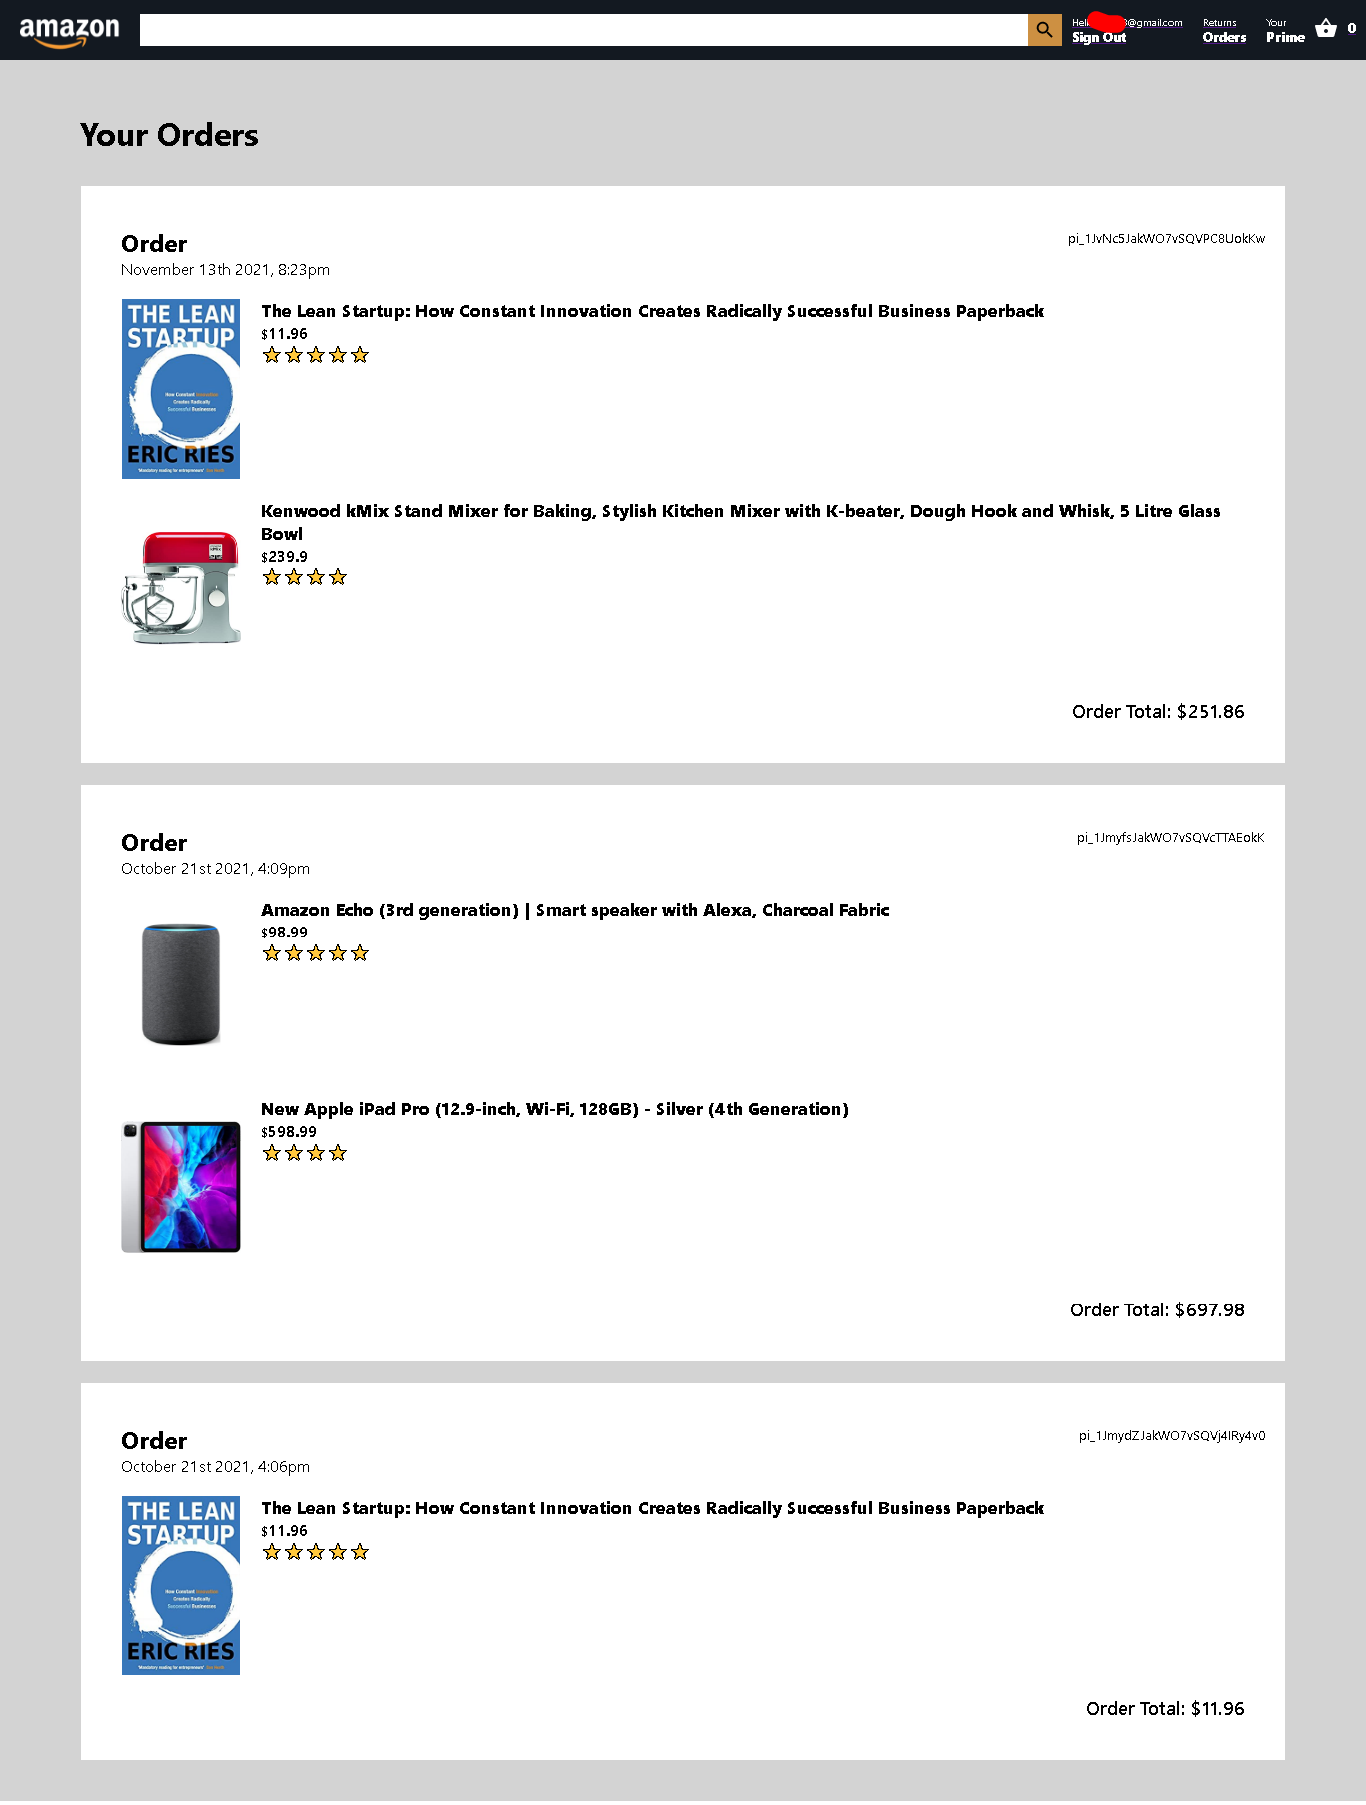 amazon
@gmail.com
Sign Out
Returns
Orders
Your
Prime
0
Your Orders
Order
pi_1JvNc5JakWO7vSQVPC8UokKw
November 13th 2021, 8:23pm
THE LEAN
STARTUP
How Constant Innovation
Creates Radically
Successful Businesses
ERIC RIES
The Lean Startup: How Constant Innovation Creates Radically Successful Business Paperback
$11.96
Kenwood kMix Stand Mixer for Baking, Stylish Kitchen Mixer with K-beater, Dough Hook and Whisk, 5 Litre Glass
Bowl
$239.9
Order Total: $251.86
Order
pi_1JmyfsJakWO7vSQVcTTAEokK
October 21st 2021, 4:09pm
Amazon Echo (3rd generation) | Smart speaker with Alexa, Charcoal Fabric
$98.99
New Apple iPad Pro (12.9-inch, Wi-Fi, 128GB) - Silver (4th Generation)
$598.99
Order Total: $697.98
Order
pi_1JmydZJakWO7vSQVj4IRy4v0
October 21st 2021, 4:06pm
THE LEAN
STARTUP
How Constant Innovation
Creates Radically
Successful Businesses
ERIC RIES
The Lean Startup: How Constant Innovation Creates Radically Successful Business Paperback
$11.96
Order Total: $11.96